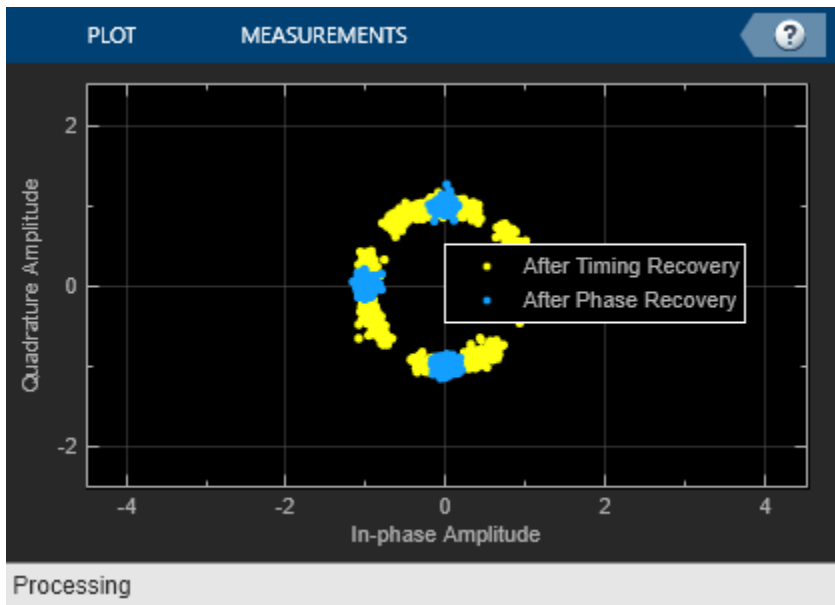 PLOT MEASUREMENTS ?
2
0
-2
Quadrature Amplitude
After Timing Recovery
After Phase Recovery
-4 -2 0 2 4
In-phase Amplitude
Processing